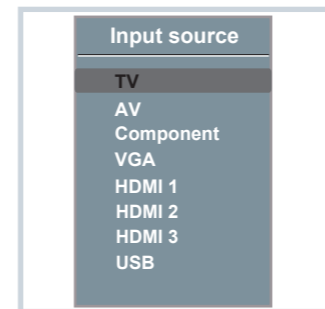 Input source
TV
AV
Component
VGA
HDMI 1
HDMI 2
HDMI 3
USB